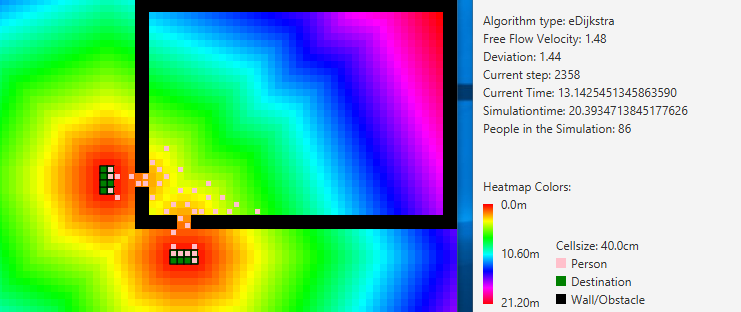 Algorithm type: eDijkstra
Free Flow Velocity: 1.48
Deviation: 1.44
Current step: 2358
Current Time: 13.1425451345863590
Simulationtime: 20.3934713845177626
People in the Simulation: 86
Heatmap Colors:
0.0m
10.60m
21.20m
Cellsize: 40.0cm
Person
Destination
Wall/Obstacle